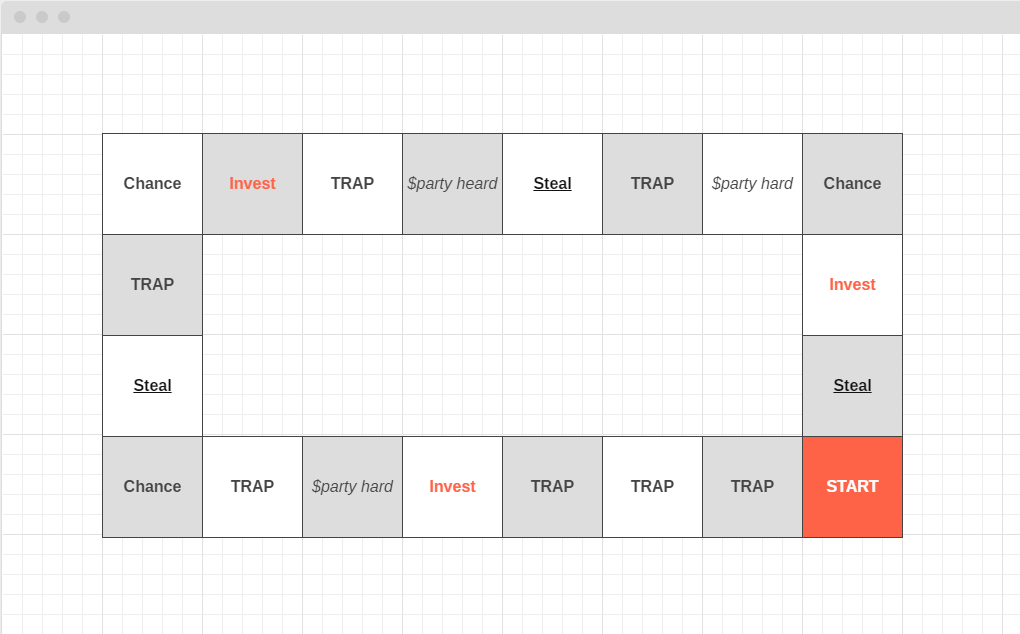 Chance
Invest
TRAP
$party heard
Steal
TRAP
$party hard
Chance
TRAP
Invest
Steal
Steal
Chance
TRAP
$party hard
Invest
TRAP
TRAP
TRAP
START